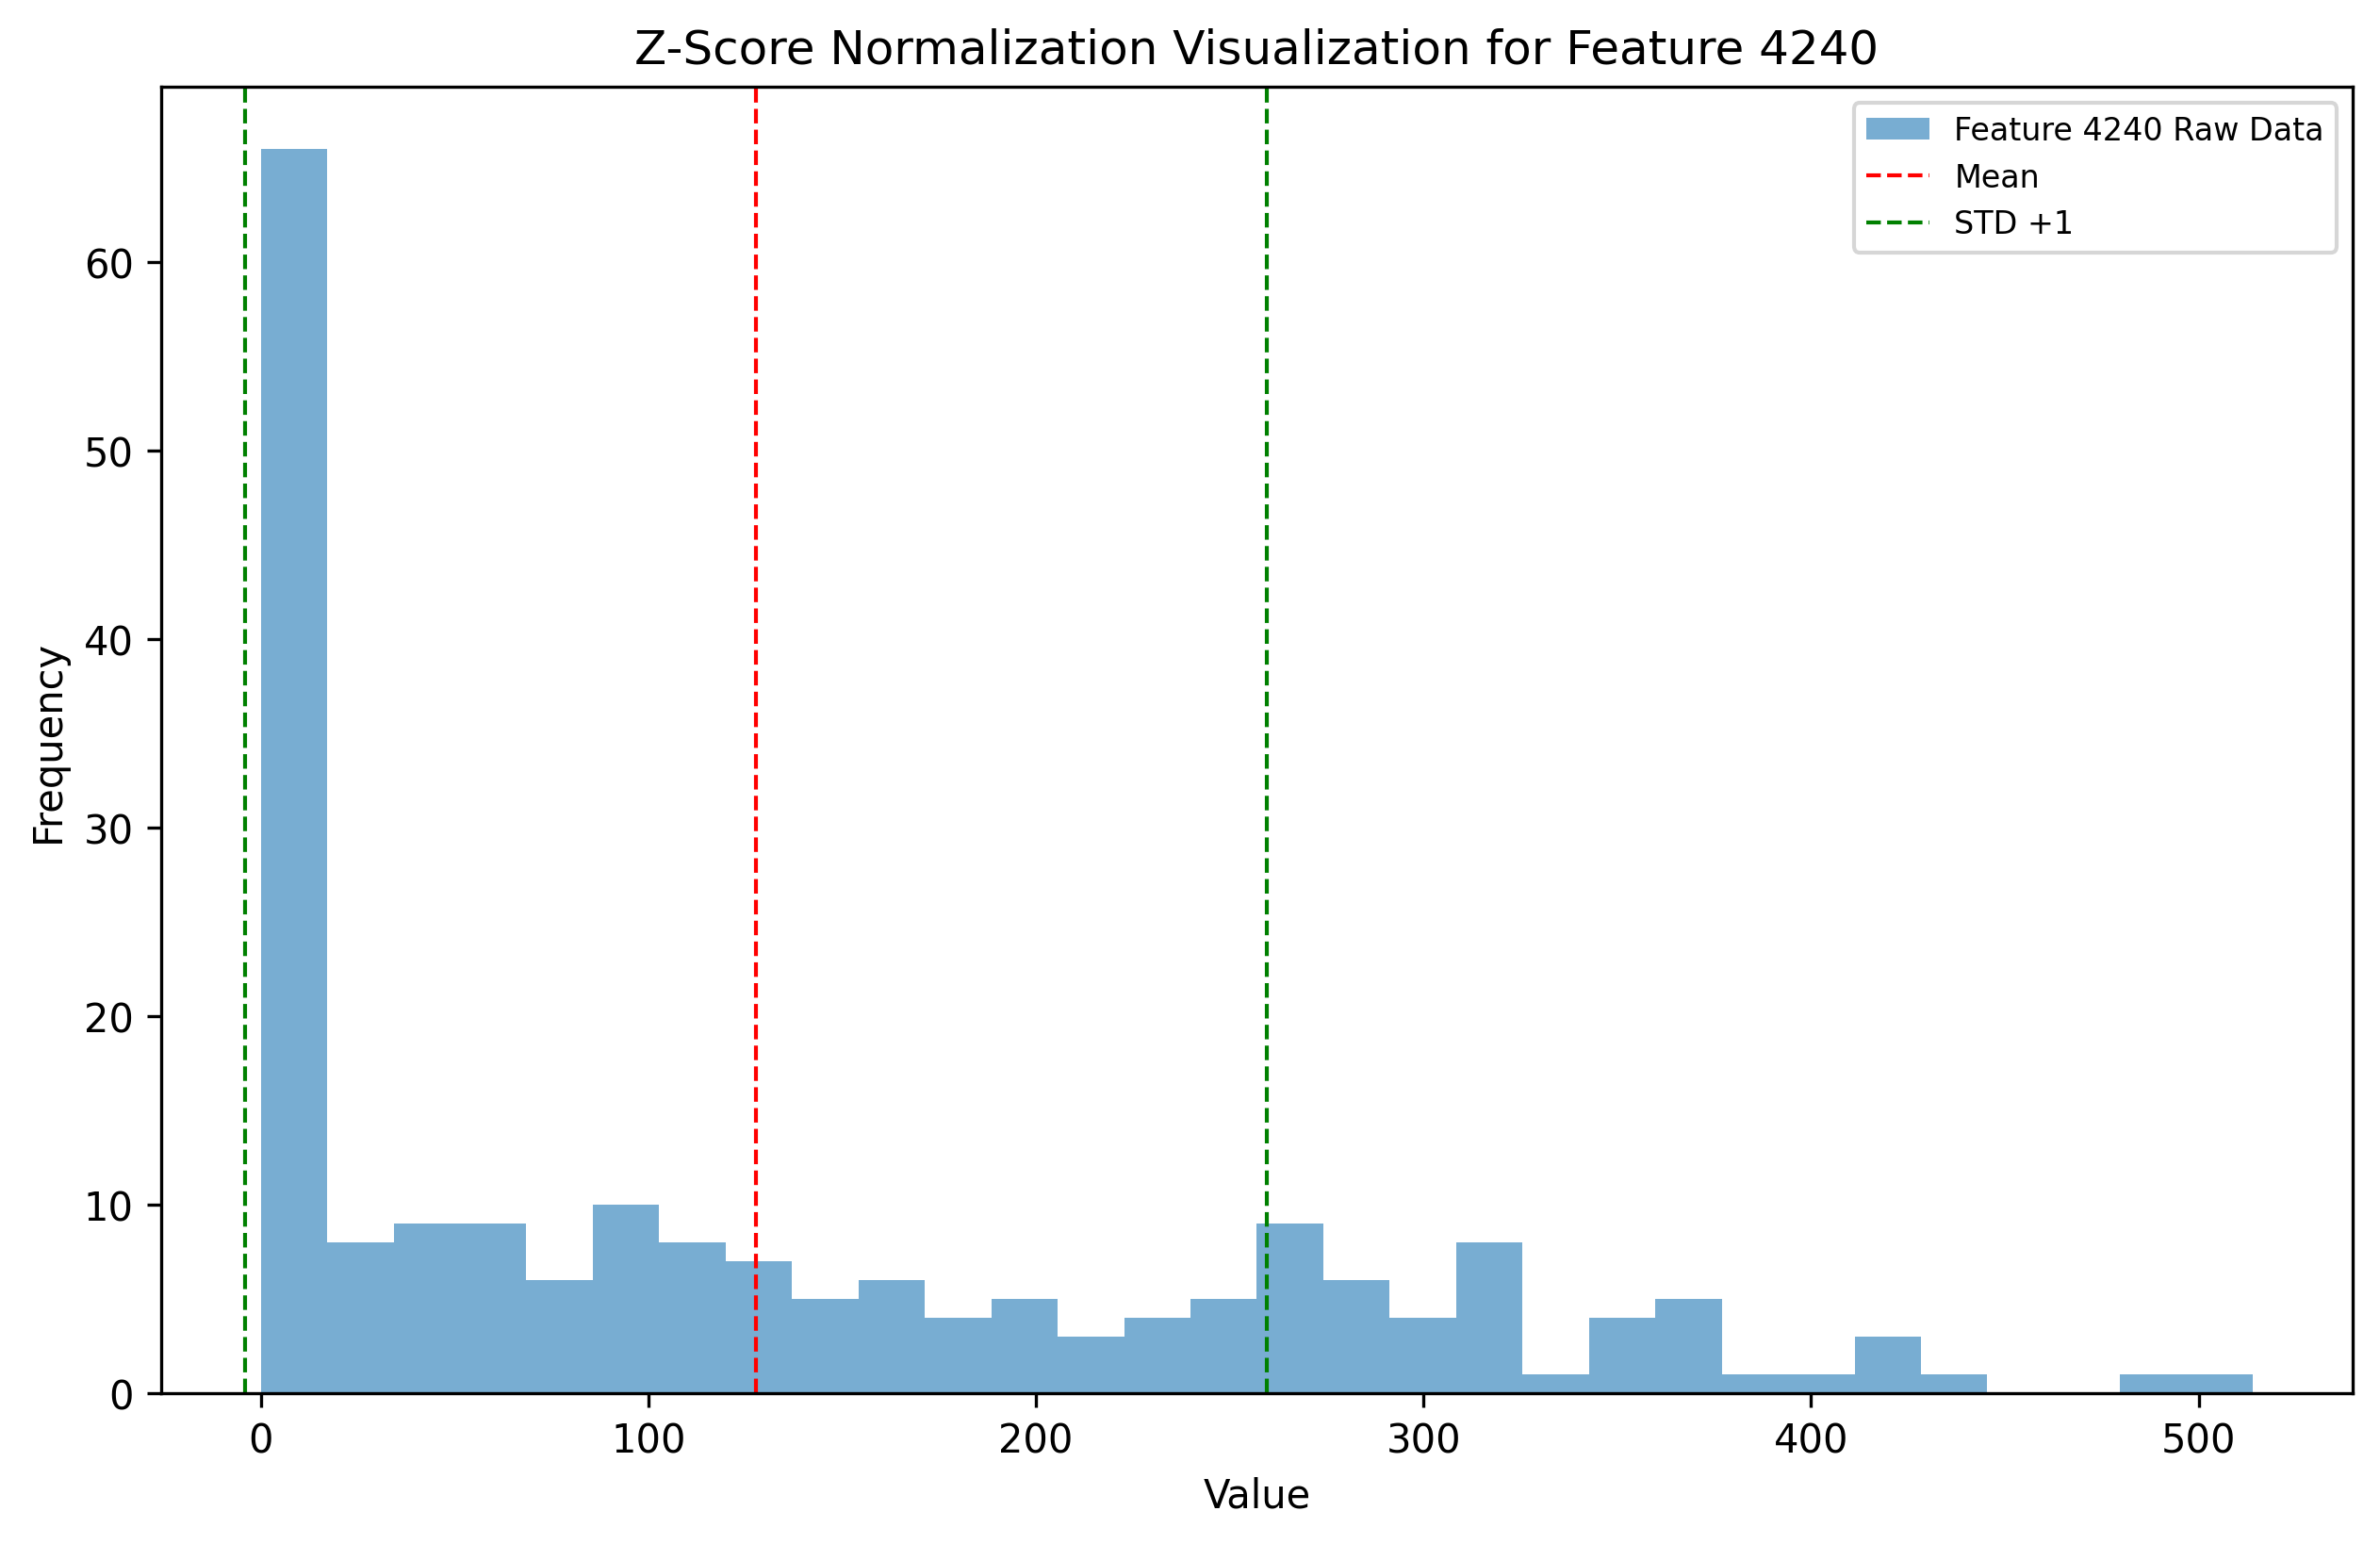 Z-Score Normalization Visualization for Feature 4240
Feature 4240 Raw Data
Mean
STD +1
60
50
40
30
20
10
0
Frequency
0 100 200 300 400 500
Value